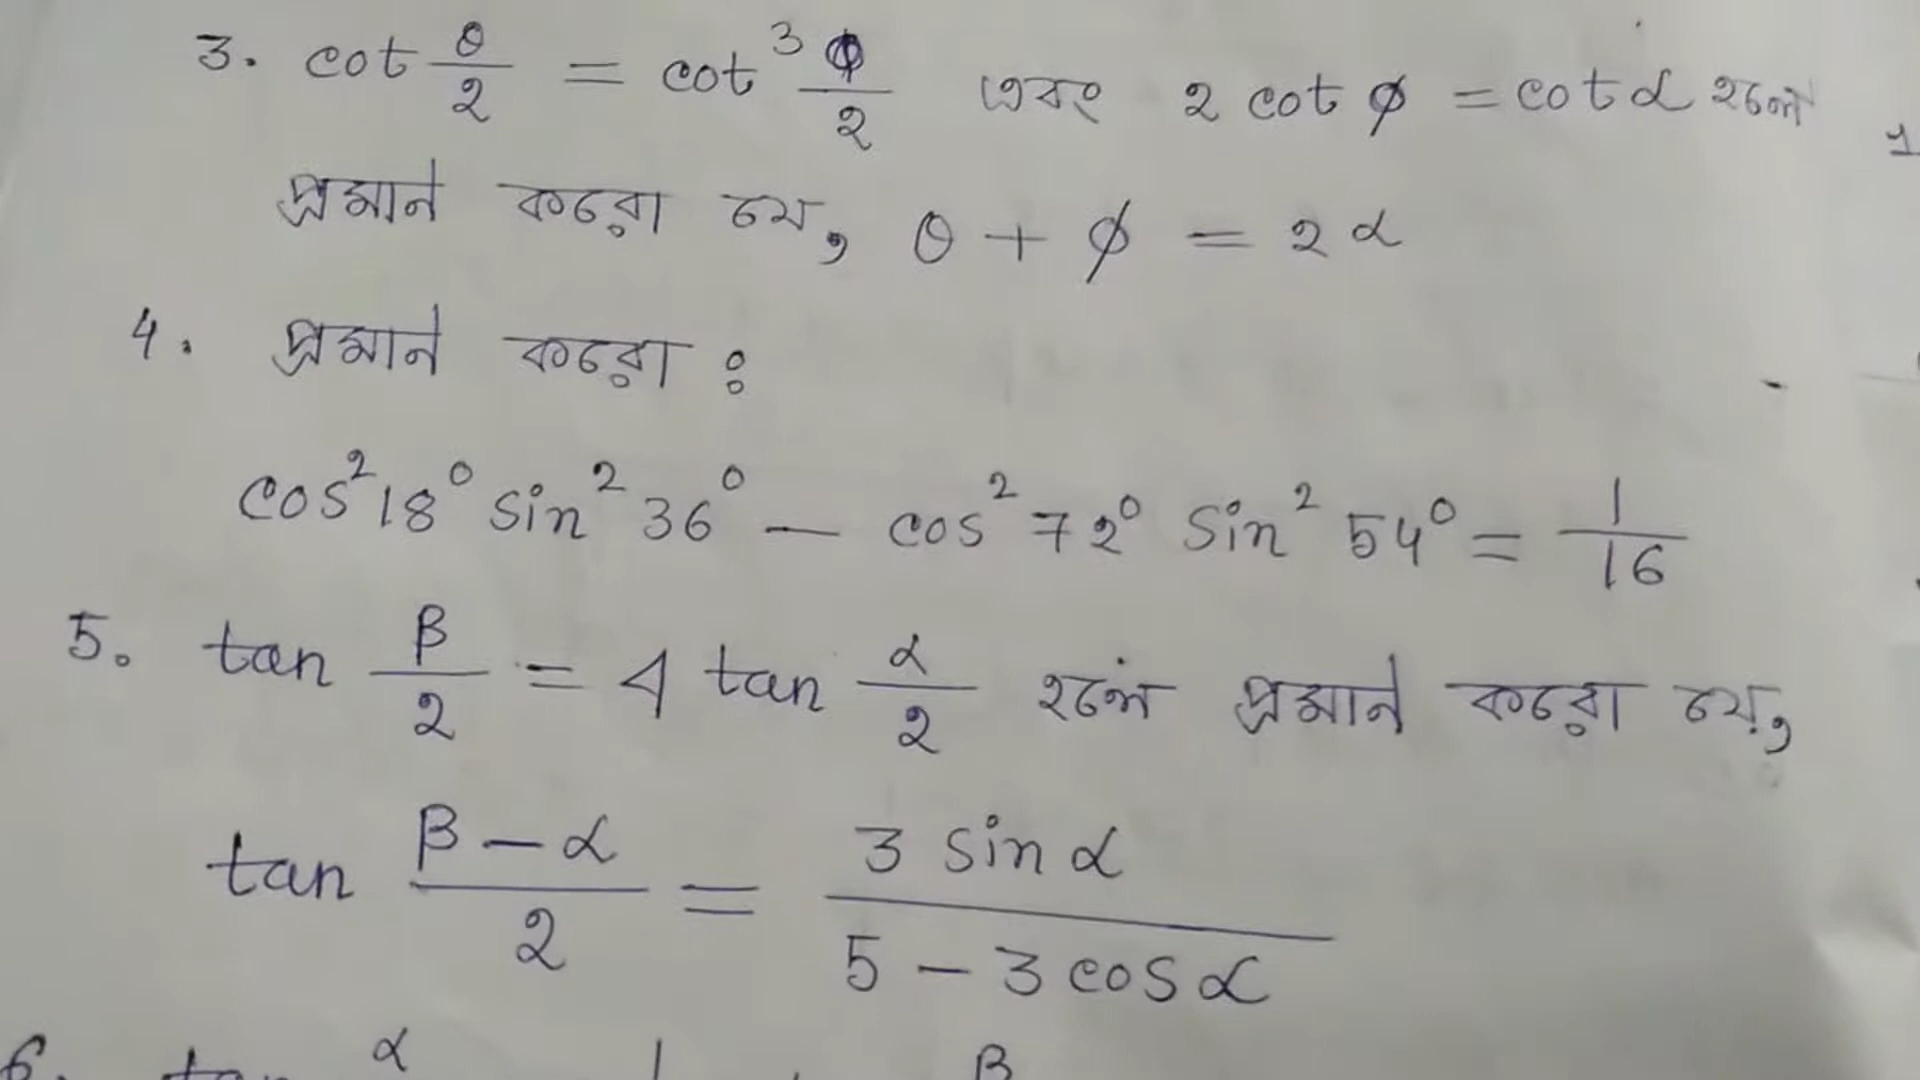 3. cot θ/2 = cot³ ϕ/2 এবং 2 cot ϕ = cot α হলে
প্রমান করো যে, θ + ϕ = 2α
4. প্রমান করো :
cos²18° sin²36° - cos²72° sin²54° = 1/16
5. tan β/2 = 4 tan α/2 হলে প্রমান করো যে,
tan (β-α)/2 = 3 sin α / (5 - 3 cos α)
6. tan α β